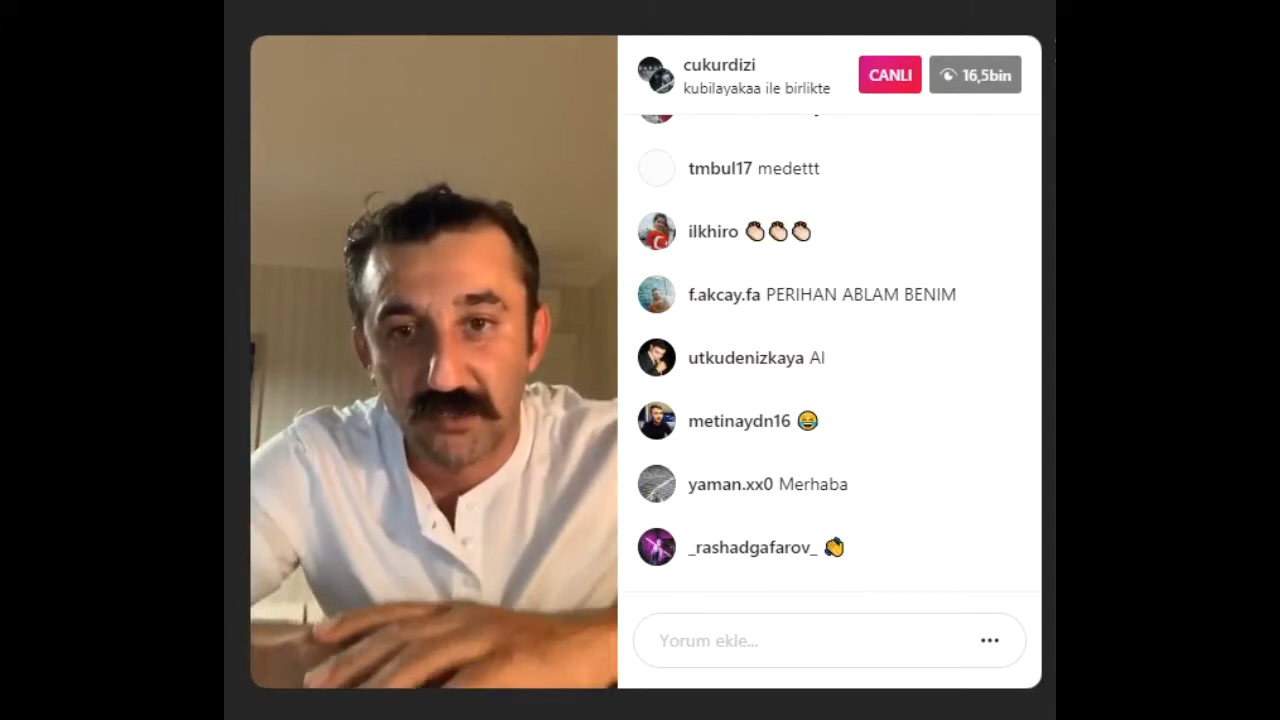 cukurdizi
kubilayakaa ile birlikte
CANLI
16,5bin
tmbul17 medettt
ilkhiro 👏🏻👏🏻👏🏻
f.akcay.fa PERIHAN ABLAM BENIM
utkudenizkaya Al
metinaydn16 😂
yaman.xx0 Merhaba
_rashadgafarov_ 👏
Yorum ekle...